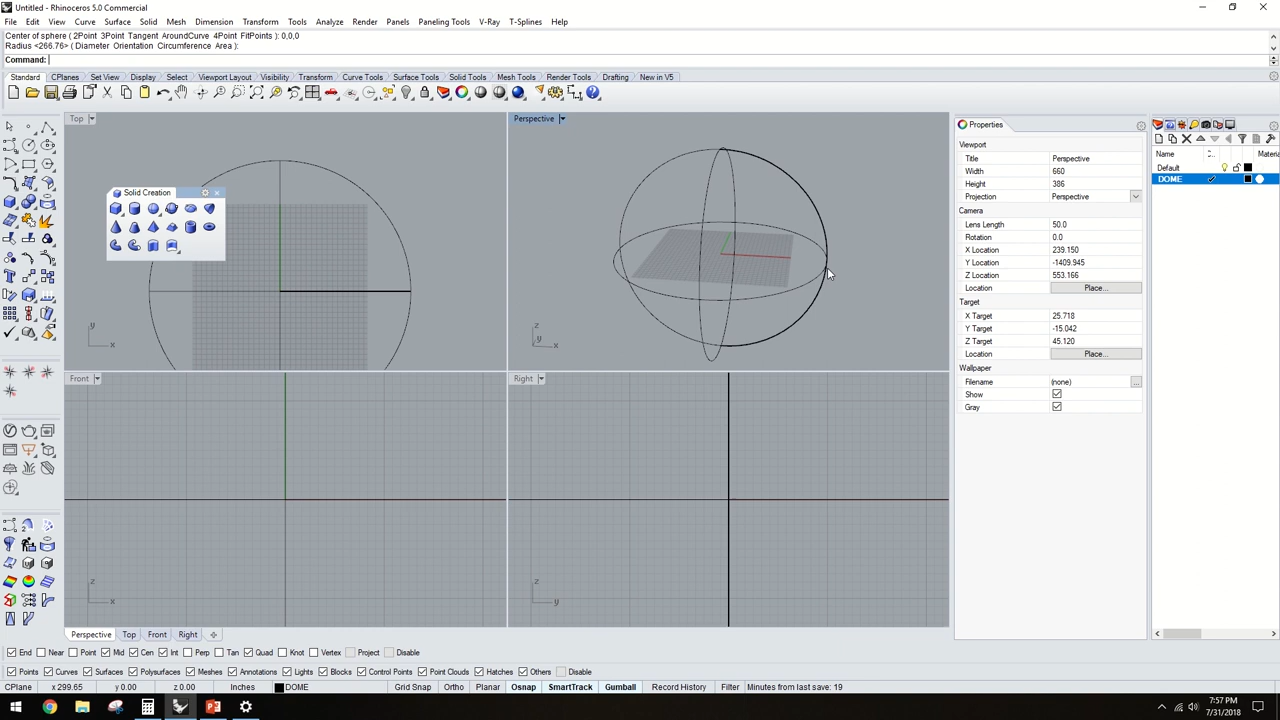 Untitled - Rhinoceros 5.0 Commercial
File Edit View Curve Surface Solid Mesh Dimension Transform Tools Analyze Render Panels Paneling Tools V-Ray T-Splines Help
Center of sphere ( 2Point 3Point Tangent AroundCurve 4Point FitPoints ): 0,0,0
Radius <266.76> ( Diameter Orientation Circumference Area ):
Command:
Standard CPlanes Set View Display Select Viewport Layout Visibility Transform Curve Tools Surface Tools Solid Tools Mesh Tools Render Tools Drafting New in V5
Top
Perspective
Solid Creation
y
x
z
y
x
Front
Right
z
x
z
y
Properties
Viewport
Title Perspective
Width 660
Height 386
Projection Perspective
Camera
Lens Length 50.0
Rotation 0.0
X Location 239.150
Y Location -1409.945
Z Location 553.166
Location Place...
Target
X Target 25.718
Y Target -15.042
Z Target 45.120
Location Place...
Wallpaper
Filename (none) ...
Show
Gray
Name Materia
Default
DOME
Perspective Top Front Right
End Near Point Mid Cen Int Perp Tan Quad Knot Vertex Project Disable
Points Curves Surfaces Polysurfaces Meshes Annotations Lights Blocks Control Points Point Clouds Hatches Others Disable
CPlane x 299.65 y 0.00 z 0.00 Inches DOME Grid Snap Ortho Planar Osnap SmartTrack Gumball Record History Filter Minutes from last save: 19
7:57 PM
7/31/2018